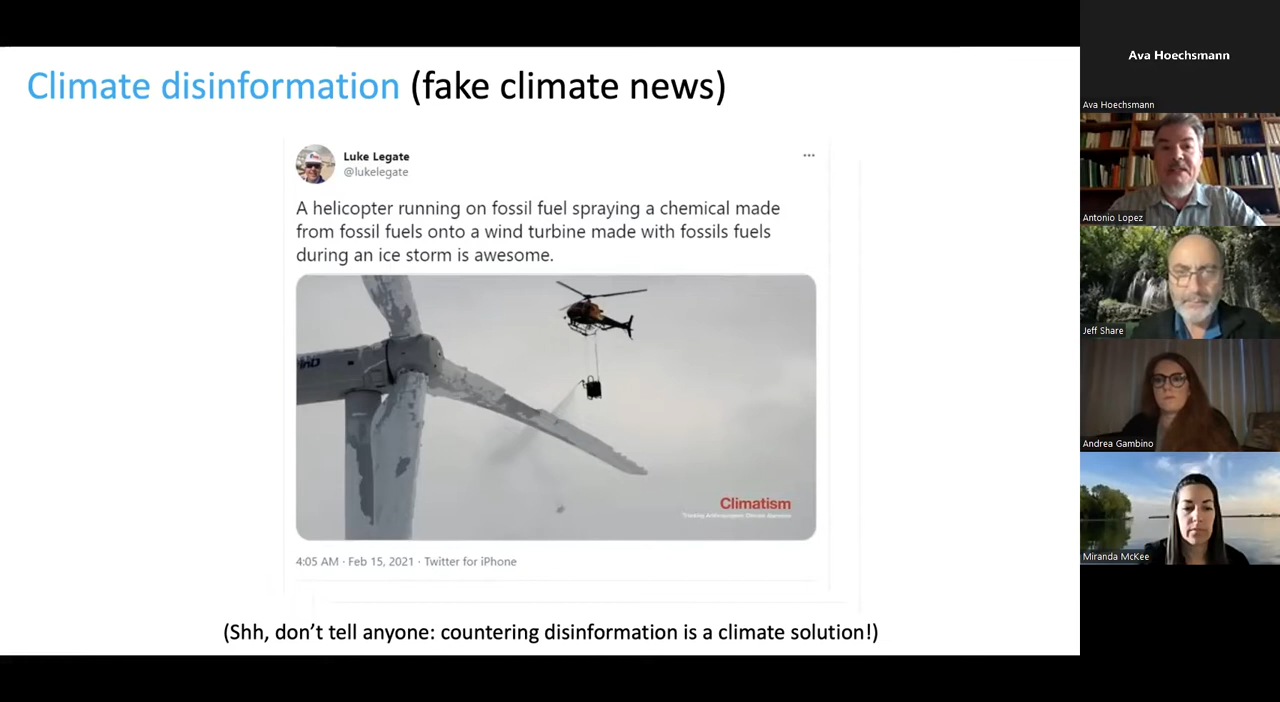 Climate disinformation (fake climate news)
Luke Legate
@lukelegate
A helicopter running on fossil fuel spraying a chemical made
from fossil fuels onto a wind turbine made with fossils fuels
during an ice storm is awesome.
Climatism
4:05 AM · Feb 15, 2021 · Twitter for iPhone
(Shh, don't tell anyone: countering disinformation is a climate solution!)
Ava Hoechsmann
Ava Hoechsmann
Antonio Lopez
Jeff Share
Andrea Gambino
Miranda McKee